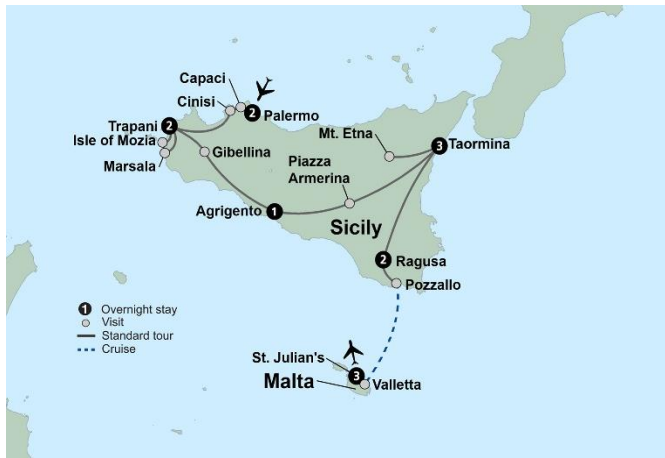 Capaci
Cinisi
2 Palermo
Trapani 2
Isle of Mozia
Marsala
Gibellina
Mt. Etna
3 Taormina
Piazza
Armerina
Agrigento 1
Sicily
2 Ragusa
Pozzallo
1 Overnight stay
Visit
Standard tour
Cruise
St. Julian's
3
Malta
Valletta